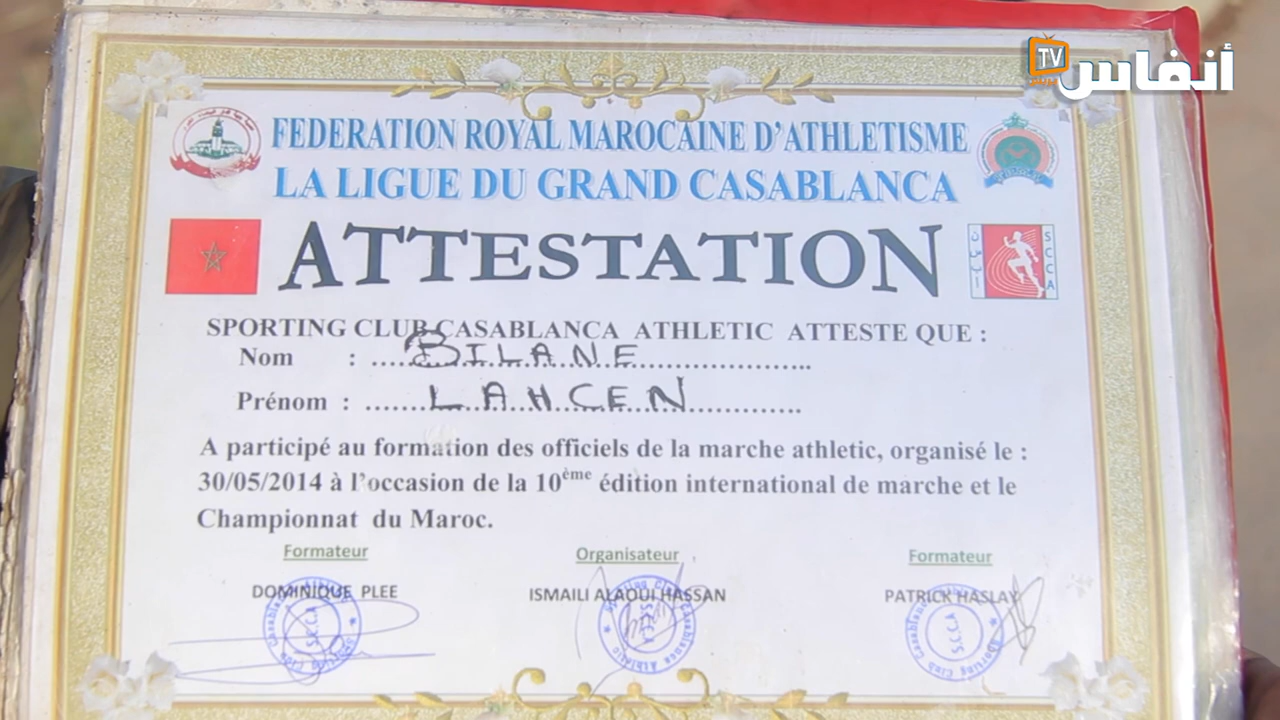 TV أنفاس
FEDERATION ROYAL MAROCAINE D'ATHLETISME
LA LIGUE DU GRAND CASABLANCA
ATTESTATION
SCCA
SPORTING CLUB CASABLANCA ATHLETIC ATTESTE QUE :
Nom : BILANE
Prénom : LAHCEN
A participé au formation des officiels de la marche athletic, organisé le :
30/05/2014 à l'occasion de la 10ème édition international de marche et le
Championnat du Maroc.
Formateur Organisateur Formateur
DOMINIQUE PLEE ISMAILI ALAOUI HASSAN PATRICK HASLAY
SCCA SCCA SCCA